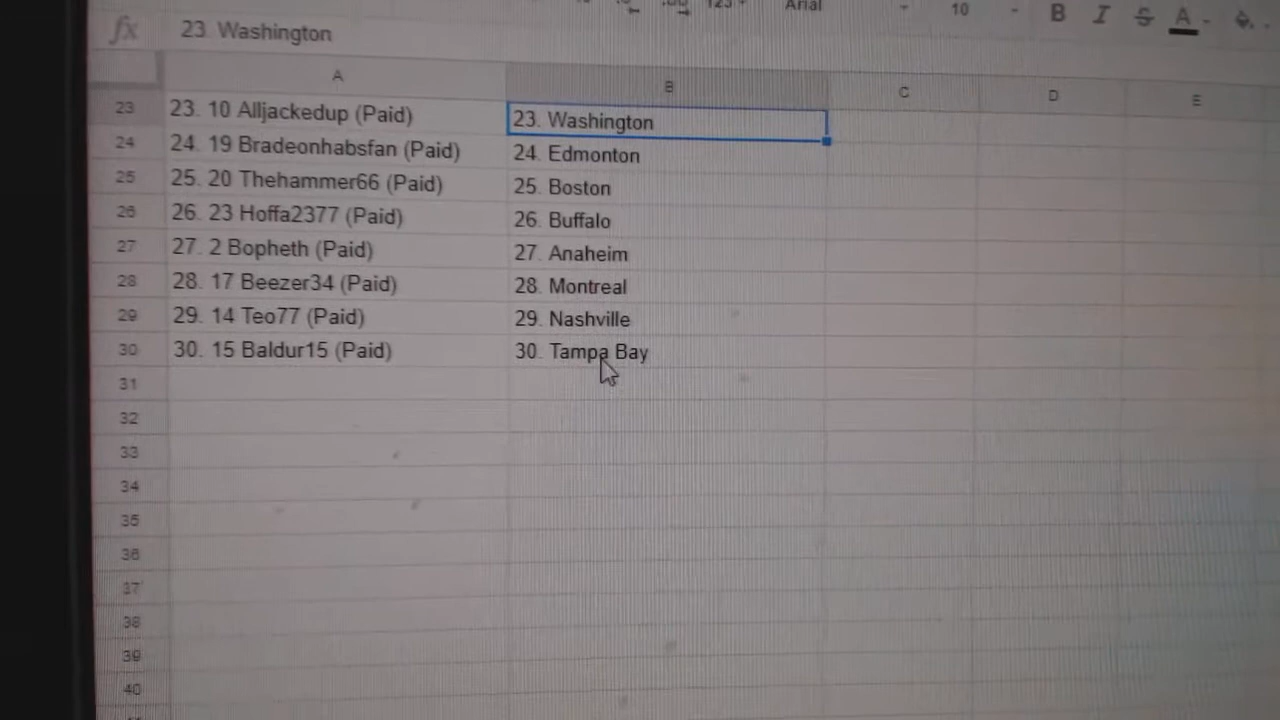 123
Arial
10
B I S A
fx 23. Washington
A B C D E
23 23. 10 Alljackedup (Paid) 23. Washington
24 24. 19 Bradeonhabsfan (Paid) 24. Edmonton
25 25. 20 Thehammer66 (Paid) 25. Boston
26 26. 23 Hoffa2377 (Paid) 26. Buffalo
27 27. 2 Bopheth (Paid) 27. Anaheim
28 28. 17 Beezer34 (Paid) 28. Montreal
29 29. 14 Teo77 (Paid) 29. Nashville
30 30. 15 Baldur15 (Paid) 30. Tampa Bay
31
32
33
34
35
36
37
38
39
40